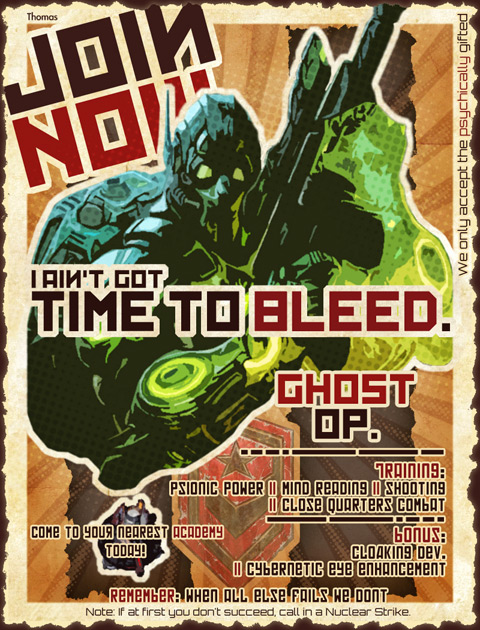 Thomas
JOIN
NOW
We only accept the psychically gifted
I AIN'T GOT
TIME TO BLEED.
GHOST
OP.
TRAINING:
PSIONIC POWER || MIND READING || SHOOTING
|| CLOSE QUARTERS COMBAT
BONUS:
CLOAKING DEV.
|| CYBERNETIC EYE ENHANCEMENT
COME TO YOUR NEAREST ACADEMY
TODAY!
REMEMBER: WHEN ALL ELSE FAILS WE DONT
Note: If at first you don't succeed, call in a Nuclear Strike.